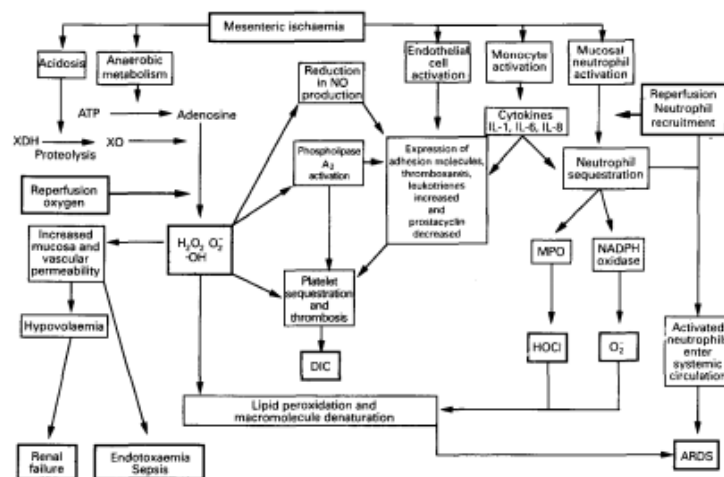 Mesenteric ischaemia
Acidosis
Anaerobic
metabolism
Endothelial
cell
activation
Monocyte
activation
Mucosal
neutrophil
activation
Reduction
in NO
production
Reperfusion
Neutrophil
recruitment
ATP
Adenosine
Cytokines
IL-1, IL-6, IL-8
XDH
XO
Proteolysis
Phospholipase
A₂
activation
Expression of
adhesion molecules,
thromboxanes,
leukotrienes
increased
and
prostacyclin
decreased
Neutrophil
sequestration
Reperfusion
oxygen
Increased
mucosa and
vascular
permeability
H₂O₂ O₂⁻
·OH
MPO
NADPH
oxidase
Platelet
sequestration
and
thrombosis
Hypovolaemia
DIC
HOCl
O₂⁻
Activated
neutrophils
enter
systemic
circulation
Lipid peroxidation and
macromolecule denaturation
Renal
failure
Endotoxaemia
Sepsis
ARDS